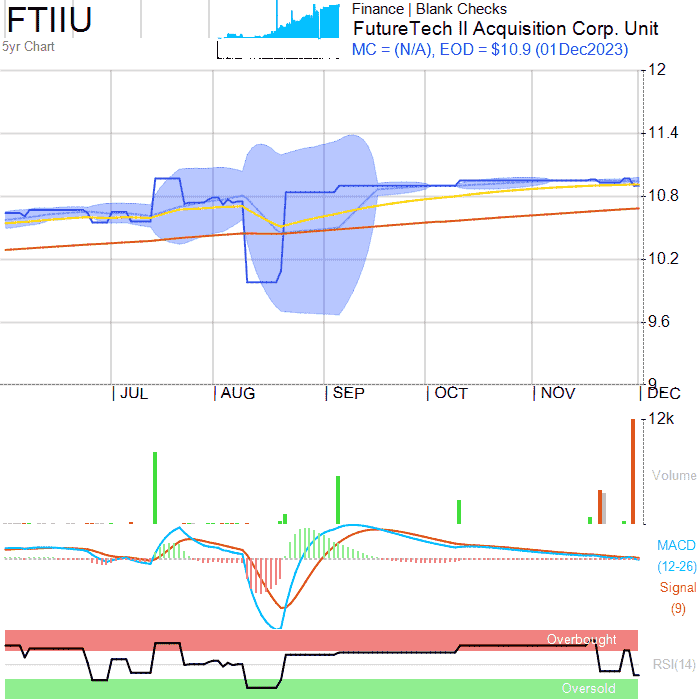 FTIIU
5yr Chart
Finance | Blank Checks
FutureTech II Acquisition Corp. Unit
MC = (N/A), EOD = $10.9 (01Dec2023)
12
11.4
10.8
10.2
9.6
9
| JUL | AUG | SEP | OCT | NOV | DEC
12k
Volume
MACD
(12-26)
Signal
(9)
Overbought
RSI(14)
Oversold